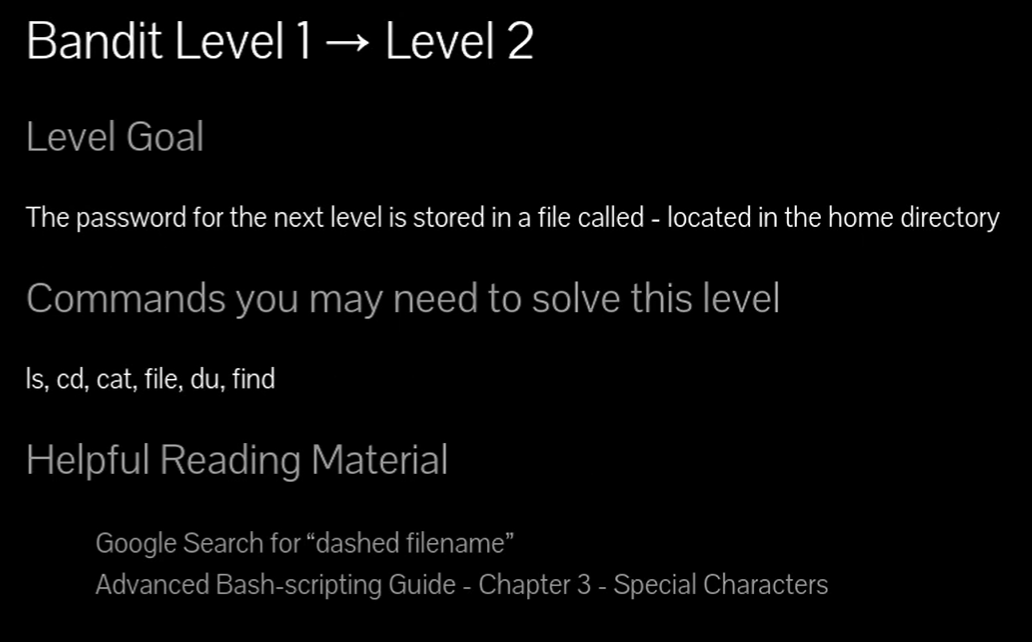 Bandit Level 1 → Level 2
Level Goal
The password for the next level is stored in a file called - located in the home directory
Commands you may need to solve this level
ls, cd, cat, file, du, find
Helpful Reading Material
Google Search for “dashed filename”
Advanced Bash-scripting Guide - Chapter 3 - Special Characters